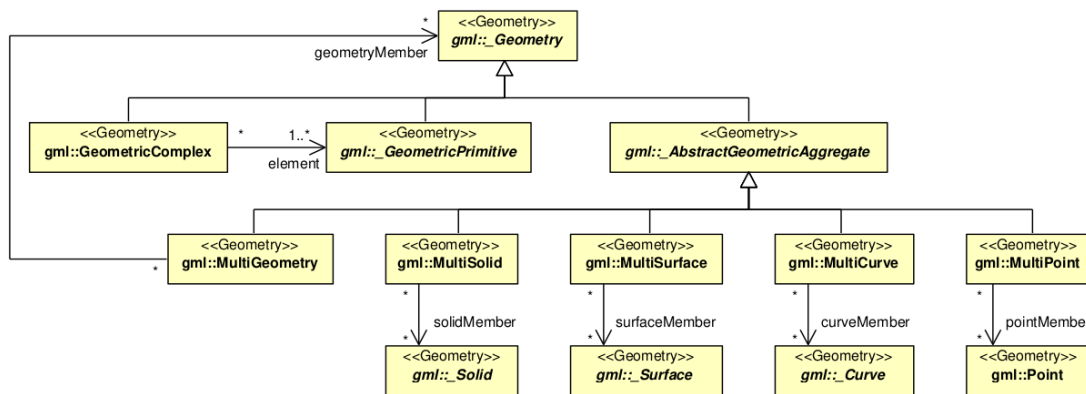 <<Geometry>>
gml::_Geometry
*
geometryMember
<<Geometry>>
gml::GeometricComplex
*
1..*
element
<<Geometry>>
gml::_GeometricPrimitive
<<Geometry>>
gml::_AbstractGeometricAggregate
<<Geometry>>
gml::MultiGeometry
*
<<Geometry>>
gml::MultiSolid
<<Geometry>>
gml::MultiSurface
<<Geometry>>
gml::MultiCurve
<<Geometry>>
gml::MultiPoint
*
solidMember
*
*
surfaceMember
*
*
curveMember
*
*
pointMember
*
<<Geometry>>
gml::_Solid
<<Geometry>>
gml::_Surface
<<Geometry>>
gml::_Curve
<<Geometry>>
gml::Point